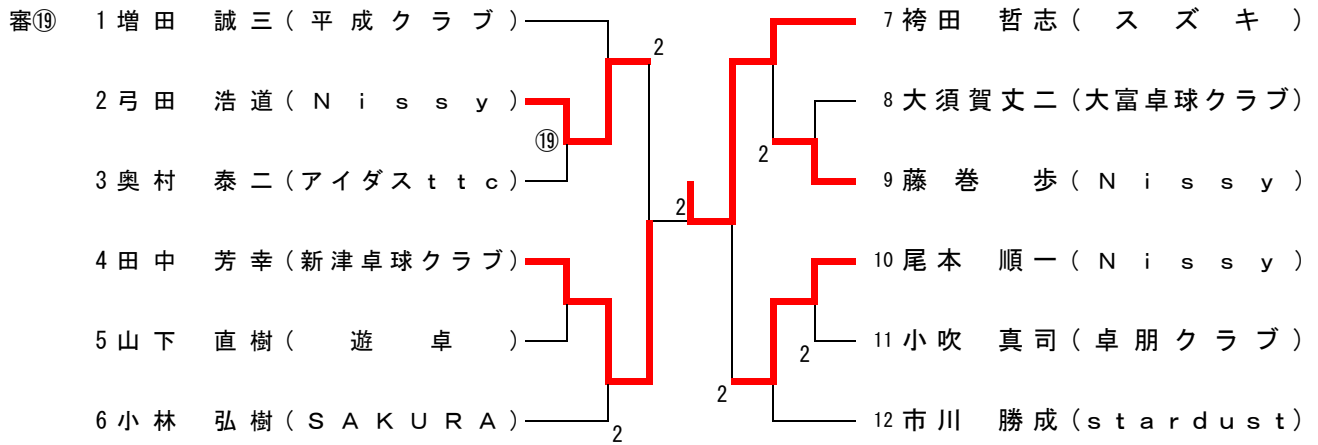 審⑲
1 増田 誠三(平成クラブ)
2 弓田 浩道(Nissy)
3 奥村 泰二(アイダスttc)
4 田中 芳幸(新津卓球クラブ)
5 山下 直樹(遊卓)
6 小林 弘樹(SAKURA)
2
⑲
2
2
7 袴田 哲志(スズキ)
8 大須賀丈二(大富卓球クラブ)
9 藤巻 歩(Nissy)
10 尾本 順一(Nissy)
11 小吹 真司(卓朋クラブ)
12 市川 勝成(stardust)
2
2
2